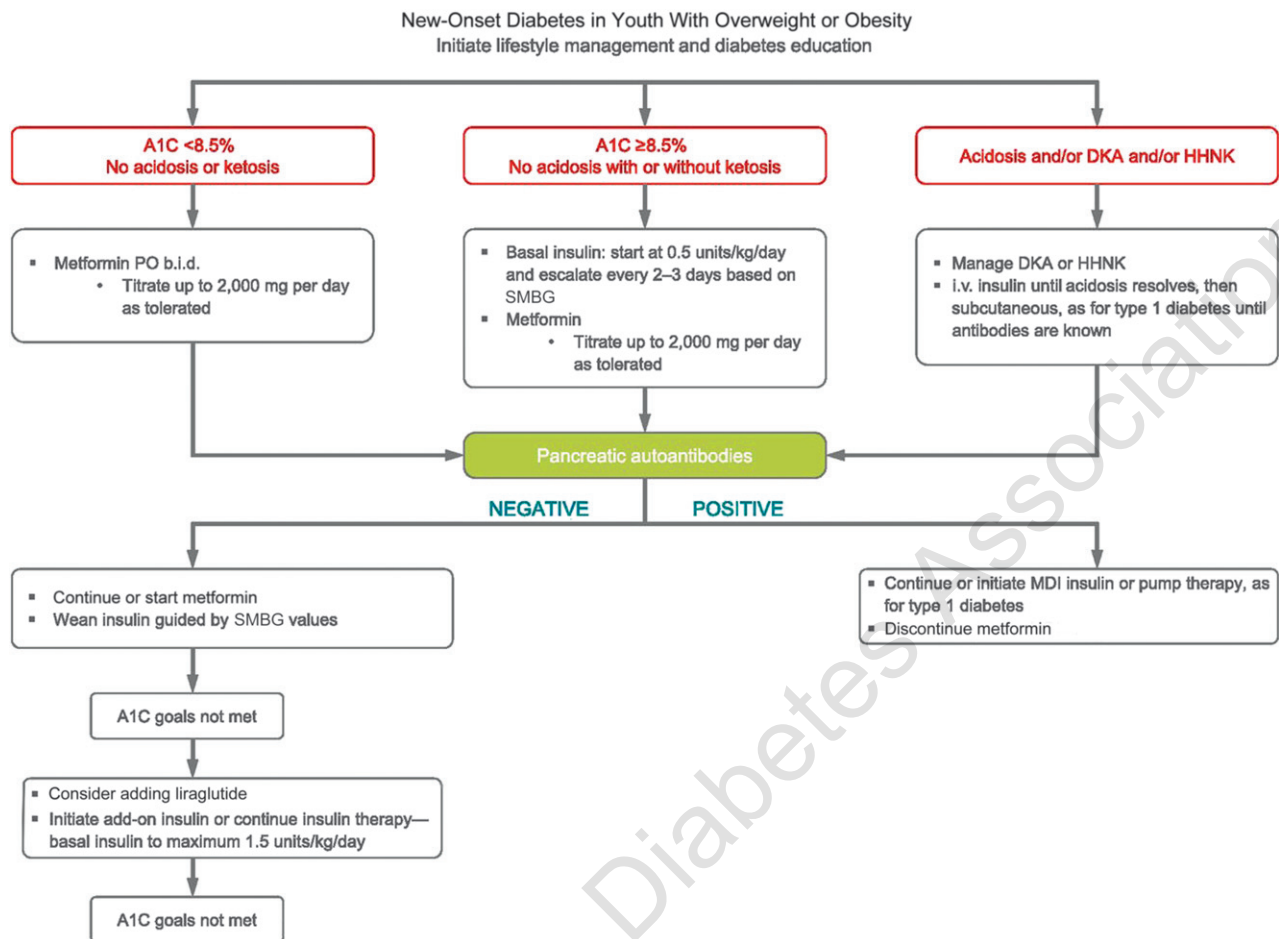 New-Onset Diabetes in Youth With Overweight or Obesity
Initiate lifestyle management and diabetes education
A1C <8.5%
No acidosis or ketosis
A1C ≥8.5%
No acidosis with or without ketosis
Acidosis and/or DKA and/or HHNK
▪ Metformin PO b.i.d.
• Titrate up to 2,000 mg per day
as tolerated
▪ Basal insulin: start at 0.5 units/kg/day
and escalate every 2–3 days based on
SMBG
▪ Metformin
• Titrate up to 2,000 mg per day
as tolerated
▪ Manage DKA or HHNK
▪ i.v. insulin until acidosis resolves, then
subcutaneous, as for type 1 diabetes until
antibodies are known
Pancreatic autoantibodies
NEGATIVE
POSITIVE
▪ Continue or start metformin
▪ Wean insulin guided by SMBG values
▪ Continue or initiate MDI insulin or pump therapy, as
for type 1 diabetes
▪ Discontinue metformin
A1C goals not met
▪ Consider adding liraglutide
▪ Initiate add-on insulin or continue insulin therapy—
basal insulin to maximum 1.5 units/kg/day
A1C goals not met
Diabetes Association